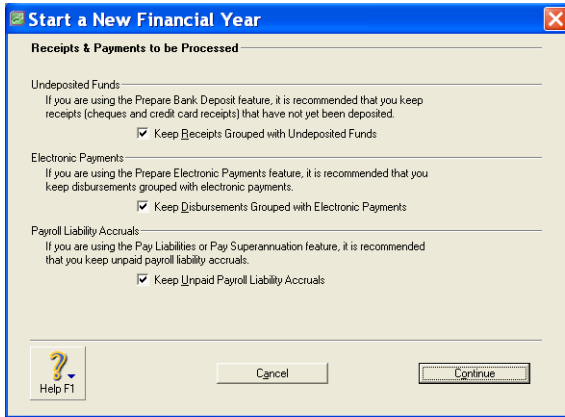 Start a New Financial Year
Receipts & Payments to be Processed
Undeposited Funds
If you are using the Prepare Bank Deposit feature, it is recommended that you keep
receipts (cheques and credit card receipts) that have not yet been deposited.
Keep Receipts Grouped with Undeposited Funds
Electronic Payments
If you are using the Prepare Electronic Payments feature, it is recommended that you
keep disbursements grouped with electronic payments.
Keep Disbursements Grouped with Electronic Payments
Payroll Liability Accruals
If you are using the Pay Liabilities or Pay Superannuation feature, it is recommended
that you keep unpaid payroll liability accruals.
Keep Unpaid Payroll Liability Accruals
Help F1
Cancel
Continue